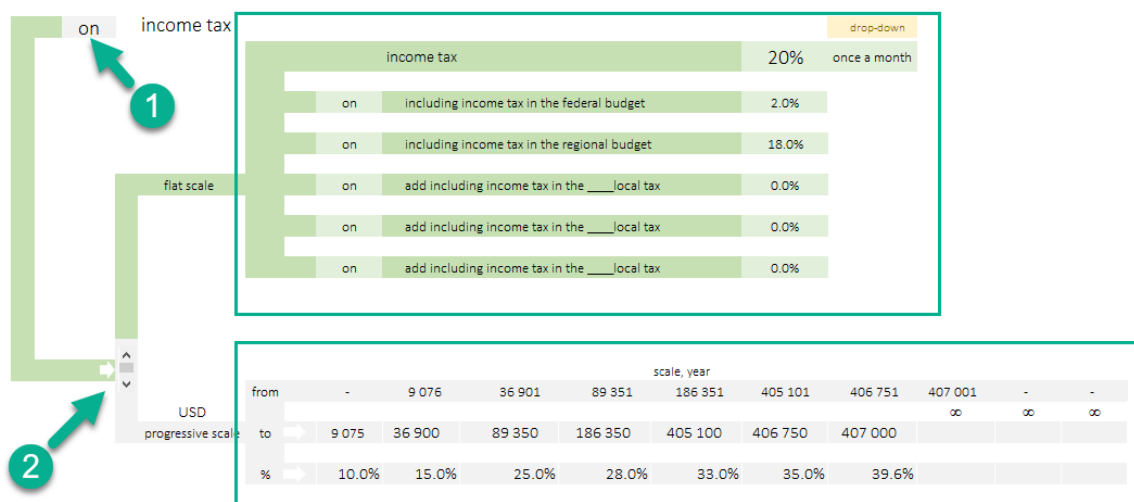 on income tax
drop-down
income tax 20% once a month
1
on including income tax in the federal budget 2.0%
on including income tax in the regional budget 18.0%
flat scale on add including income tax in the ____local tax 0.0%
on add including income tax in the ____local tax 0.0%
on add including income tax in the ____local tax 0.0%
scale, year
from - 9 076 36 901 89 351 186 351 405 101 406 751 407 001 - -
USD ∞ ∞ ∞
progressive scale to 9 075 36 900 89 350 186 350 405 100 406 750 407 000
2
% 10.0% 15.0% 25.0% 28.0% 33.0% 35.0% 39.6%